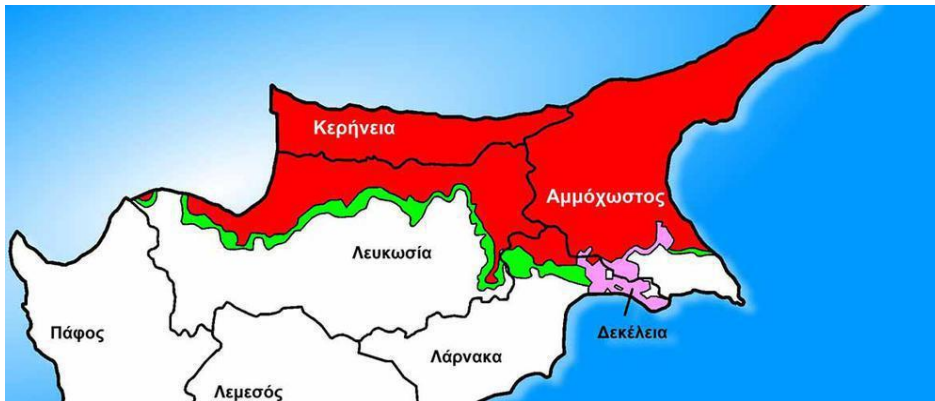 Κερήνεια
Αμμόχωστος
Λευκωσία
Πάφος
Δεκέλεια
Λάρνακα
Λεμεσός